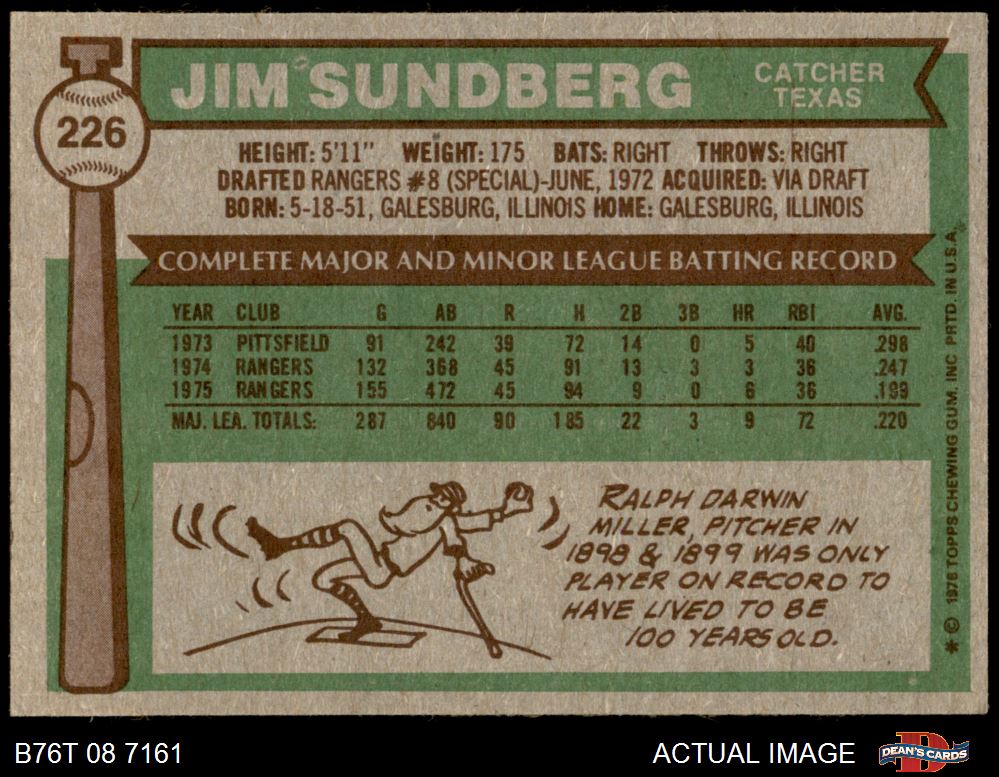 226
JIM SUNDBERG
CATCHER
TEXAS
HEIGHT: 5'11" WEIGHT: 175 BATS: RIGHT THROWS: RIGHT
DRAFTED RANGERS #8 (SPECIAL)-JUNE, 1972 ACQUIRED: VIA DRAFT
BORN: 5-18-51, GALESBURG, ILLINOIS HOME: GALESBURG, ILLINOIS
COMPLETE MAJOR AND MINOR LEAGUE BATTING RECORD
YEAR CLUB G AB R H 2B 3B HR RBI AVG.
1973 PITTSFIELD 91 242 39 72 14 0 5 40 .298
1974 RANGERS 132 368 45 91 13 3 3 36 .247
1975 RANGERS 155 472 45 94 9 0 6 36 .199
MAJ. LEA. TOTALS: 287 840 90 185 22 3 9 72 .220
RALPH DARWIN
MILLER, PITCHER IN
1898 & 1899 WAS ONLY
PLAYER ON RECORD TO
HAVE LIVED TO BE
100 YEARS OLD.
* © 1976 TOPPS CHEWING GUM, INC PRTD. IN U.S.A.
B76T 08 7161
ACTUAL IMAGE
DEAN'S CARDS